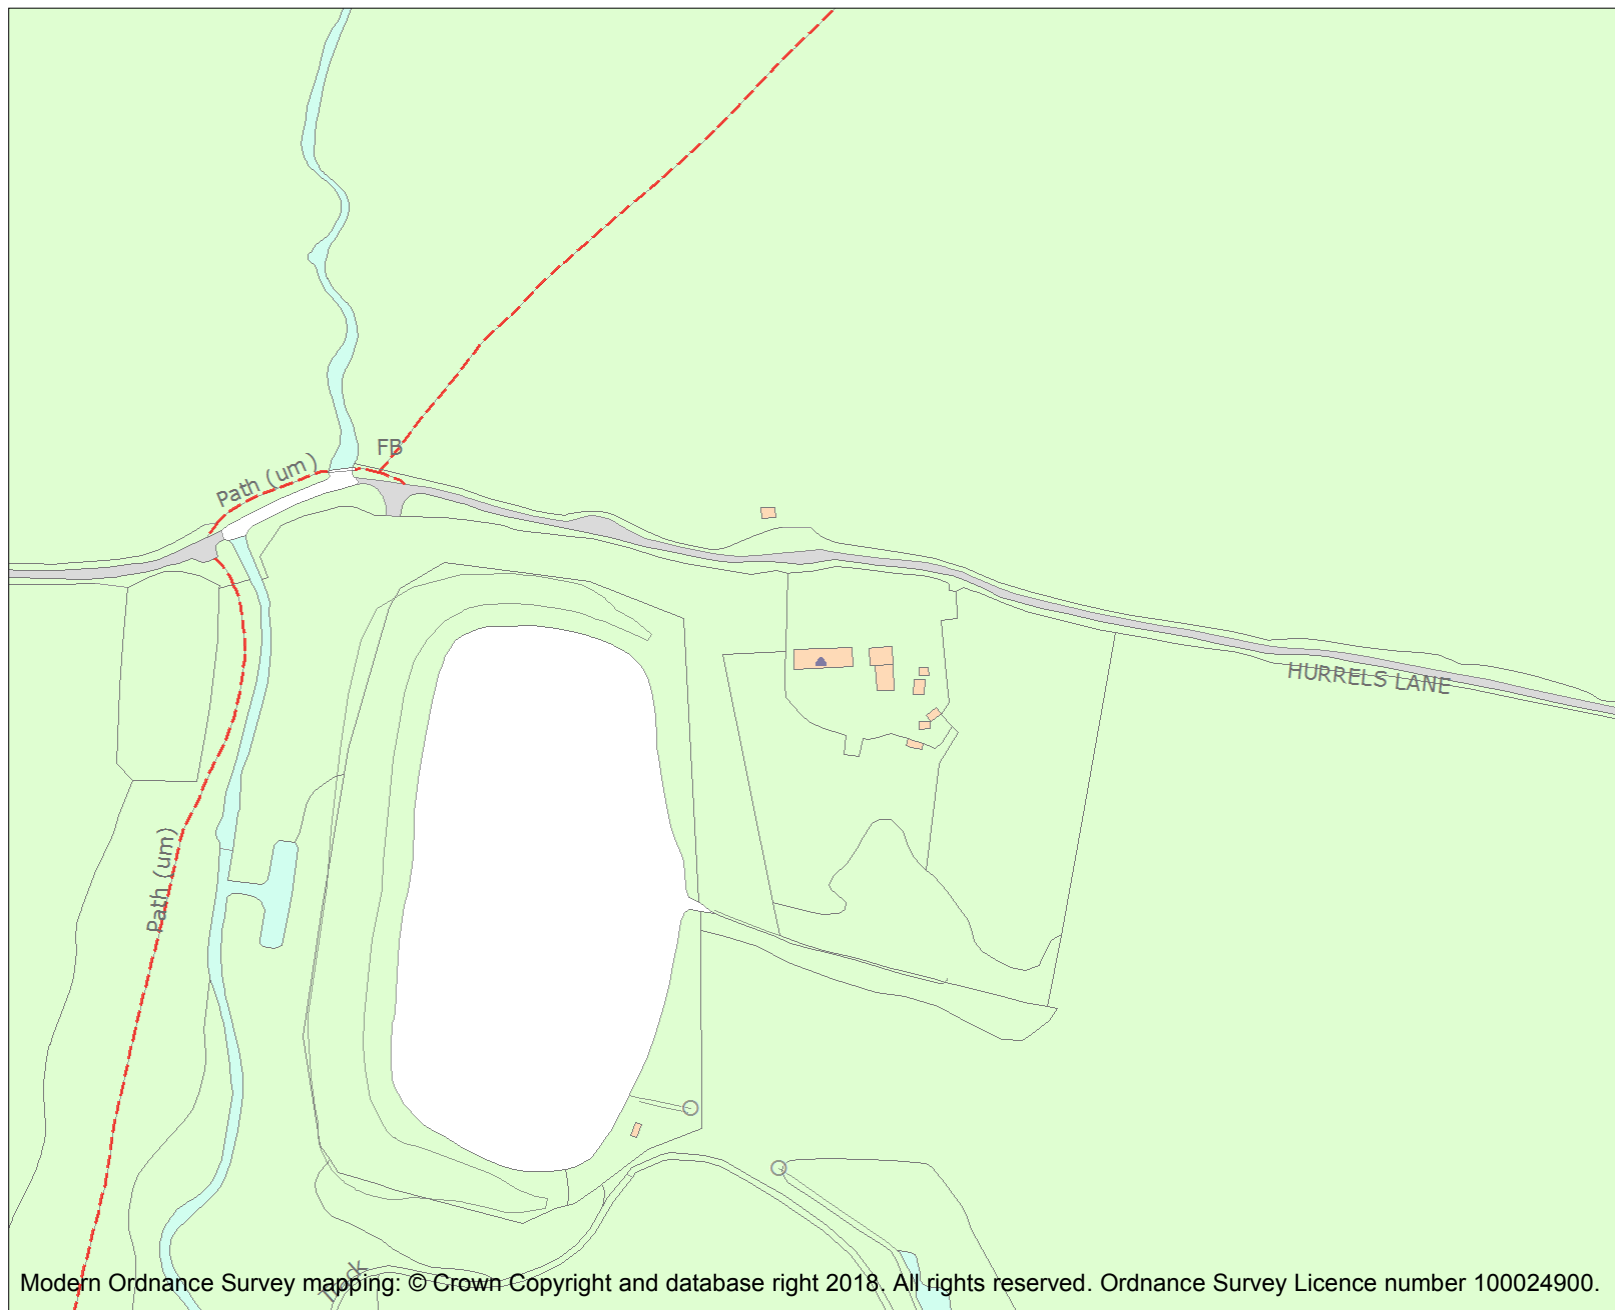 FB
Path (um)
HURRELS LANE
Path (um)
Track
Modern Ordnance Survey mapping: © Crown Copyright and database right 2018. All rights reserved. Ordnance Survey Licence number 100024900.